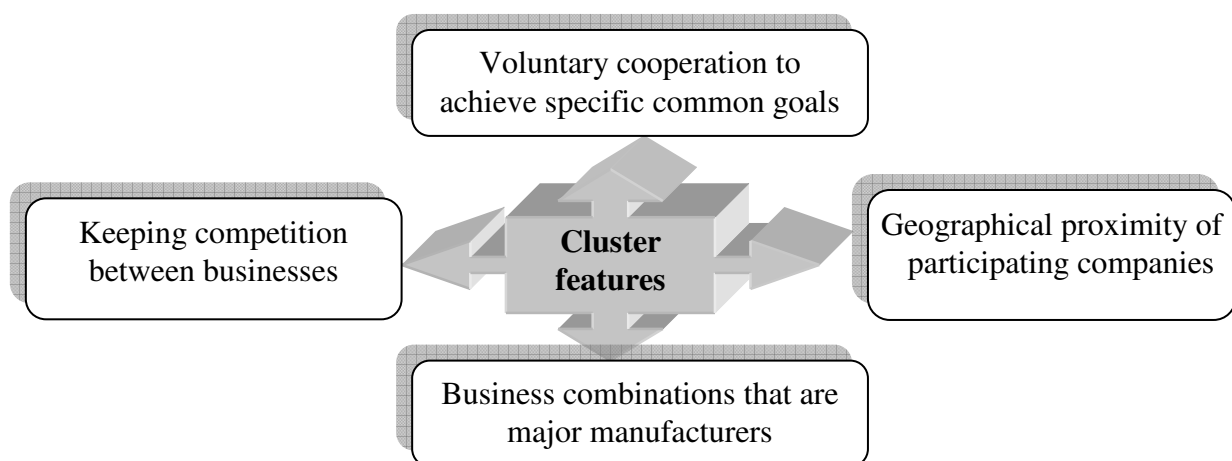 Voluntary cooperation to
achieve specific common goals
Keeping competition
between businesses
Cluster
features
Geographical proximity of
participating companies
Business combinations that are
major manufacturers